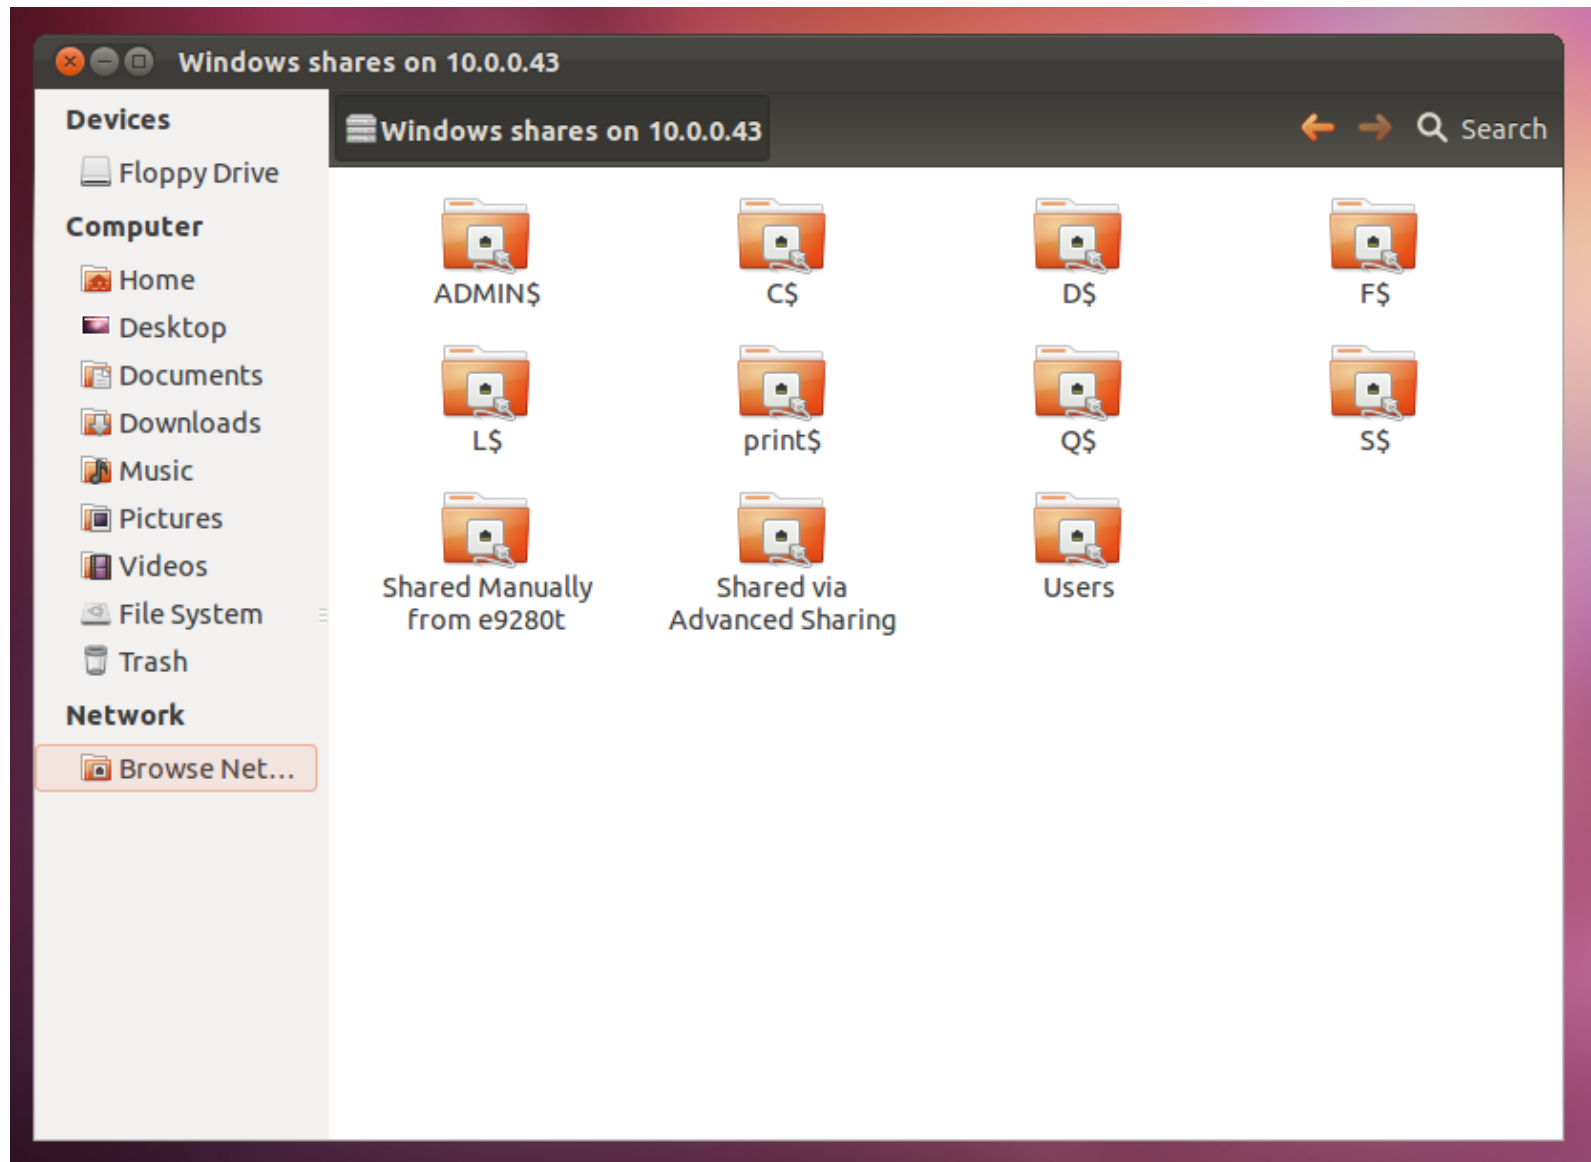 Windows shares on 10.0.0.43
Devices
Floppy Drive
Computer
Home
Desktop
Documents
Downloads
Music
Pictures
Videos
File System
Trash
Network
Browse Net...
Windows shares on 10.0.0.43
Search
ADMIN$
C$
D$
F$
L$
print$
Q$
S$
Shared Manually
from e9280t
Shared via
Advanced Sharing
Users